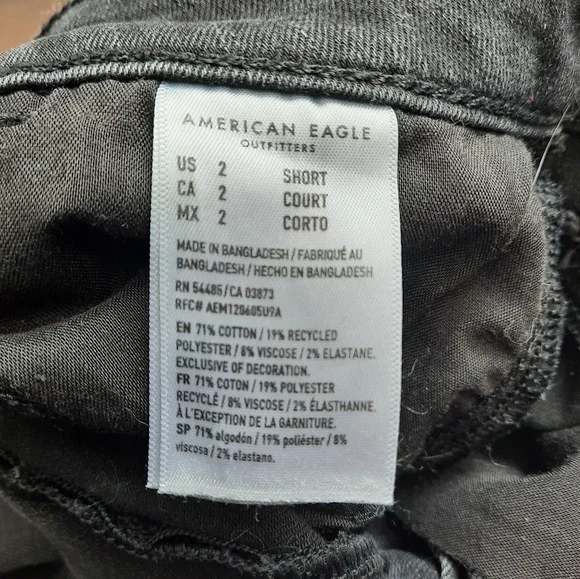 AMERICAN EAGLE
OUTFITTERS
US 2 SHORT
CA 2 COURT
MX 2 CORTO
MADE IN BANGLADESH / FABRIQUÉ AU
BANGLADESH / HECHO EN BANGLADESH
RN 54485 / CA 03873
RFC# AEM120605U9A
EN 71% COTTON / 19% RECYCLED
POLYESTER / 8% VISCOSE / 2% ELASTANE.
EXCLUSIVE OF DECORATION.
FR 71% COTON / 19% POLYESTER
RECYCLÉ / 8% VISCOSE / 2% ÉLASTHANNE.
À L'EXCEPTION DE LA GARNITURE.
SP 71% algodón / 19% poliéster / 8%
viscosa / 2% elastano.